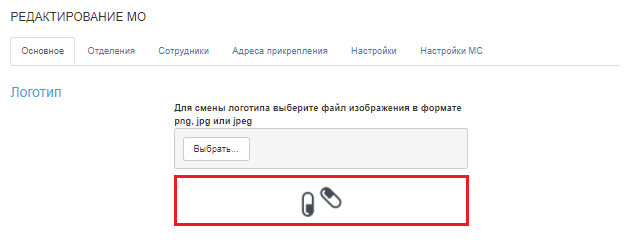 РЕДАКТИРОВАНИЕ МО
Основное Отделения Сотрудники Адреса прикрепления Настройки Настройки МС
Логотип
Для смены логотипа выберите файл изображения в формате
png, jpg или jpeg
Выбрать...